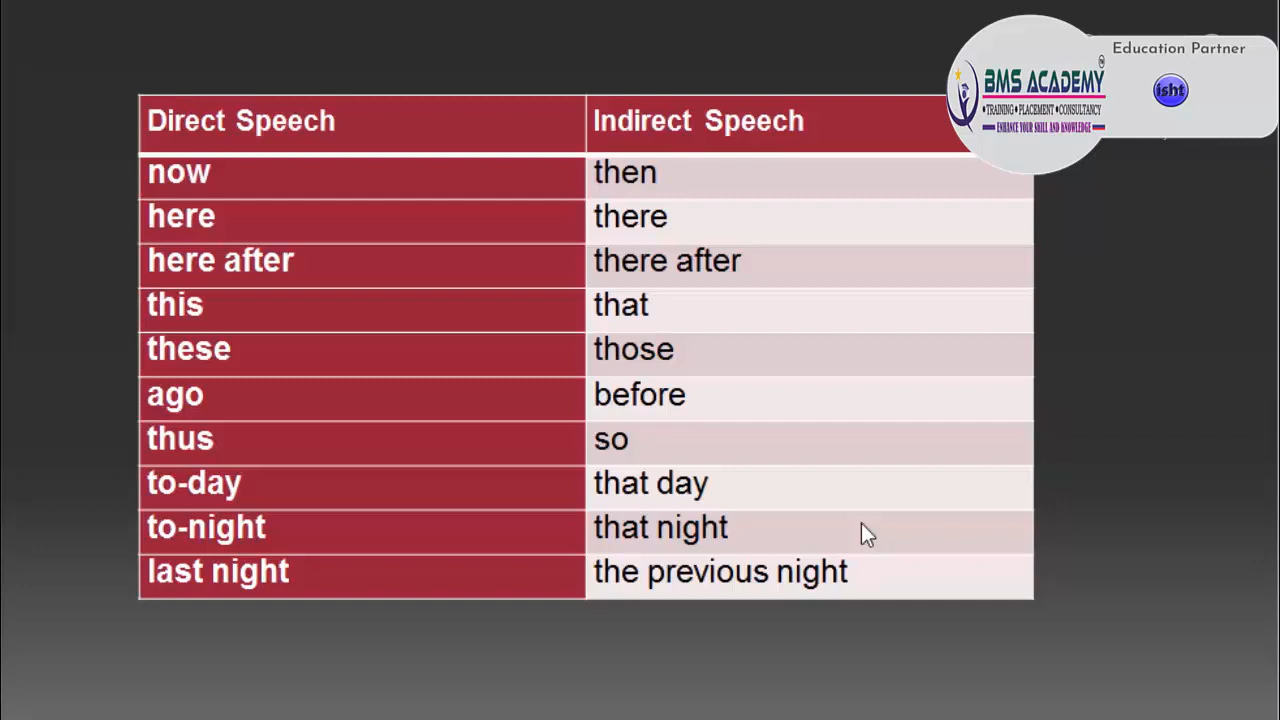 Education Partner
isht
BMS ACADEMY
• TRAINING • PLACEMENT • CONSULTANCY
ENHANCE YOUR SKILL AND KNOWLEDGE
Direct Speech Indirect Speech
now then
here there
here after there after
this that
these those
ago before
thus so
to-day that day
to-night that night
last night the previous night